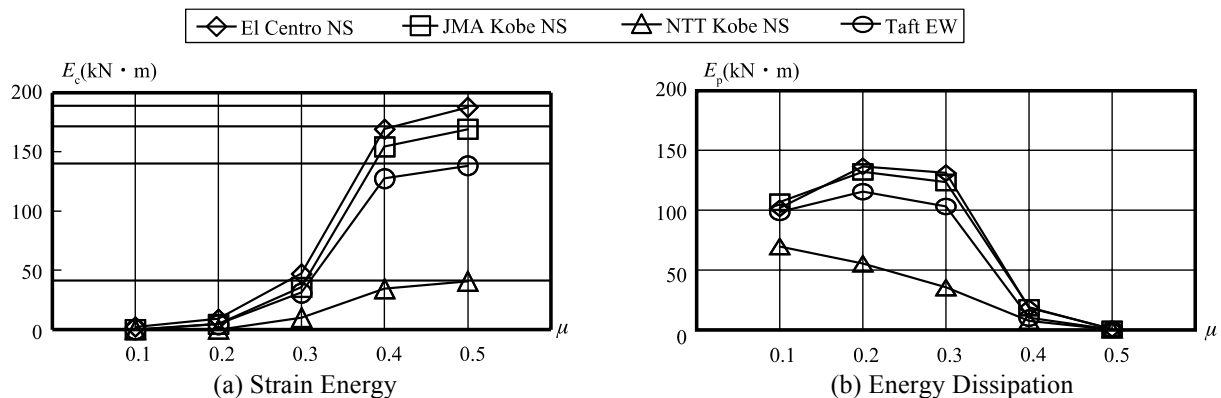 El Centro NS JMA Kobe NS NTT Kobe NS Taft EW
Ec(kN・m)
200
150
100
50
0
0.1 0.2 0.3 0.4 0.5
μ
(a) Strain Energy
Ep(kN・m)
200
150
100
50
0
0.1 0.2 0.3 0.4 0.5
μ
(b) Energy Dissipation